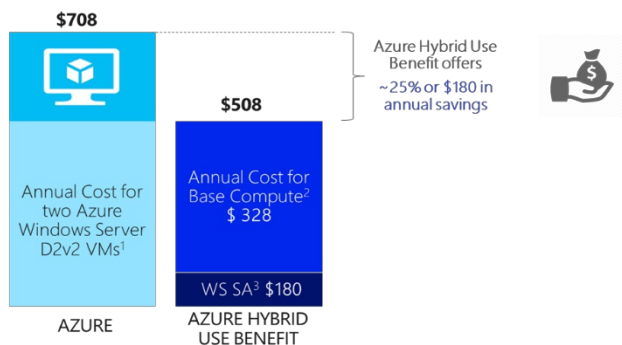 $708
Azure Hybrid Use
Benefit offers
~25% or $180 in
annual savings
$
$508
Annual Cost for
two Azure
Windows Server
D2v2 VMs¹
Annual Cost for
Base Compute²
$ 328
WS SA³ $180
AZURE
AZURE HYBRID
USE BENEFIT